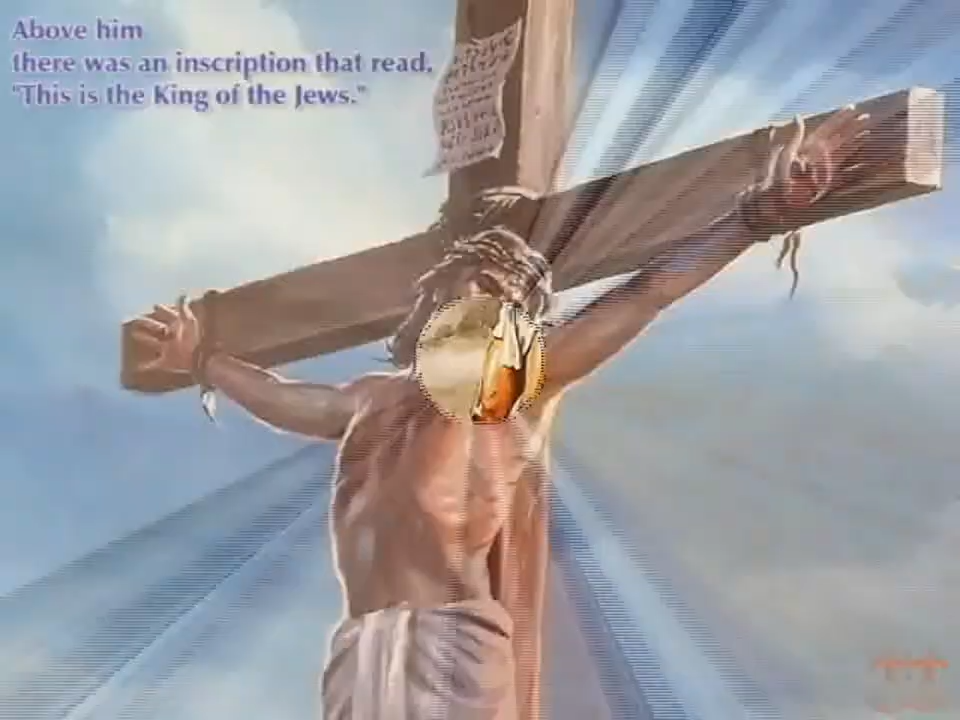 Above him
there was an inscription that read,
"This is the King of the Jews."